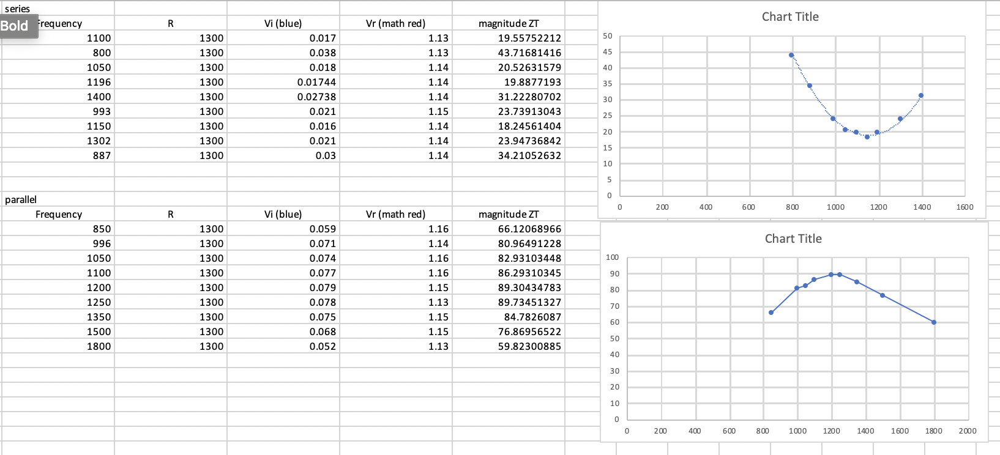 series
Bold
Frequency R Vi (blue) Vr (math red) magnitude ZT
1100 1300 0.017 1.13 19.55752212
800 1300 0.038 1.13 43.71681416
1050 1300 0.018 1.14 20.52631579
1196 1300 0.01744 1.14 19.8877193
1400 1300 0.02738 1.14 31.22280702
993 1300 0.021 1.15 23.73913043
1150 1300 0.016 1.14 18.24561404
1302 1300 0.021 1.14 23.94736842
887 1300 0.03 1.14 34.21052632
parallel
Frequency R Vi (blue) Vr (math red) magnitude ZT
850 1300 0.059 1.16 66.12068966
996 1300 0.071 1.14 80.96491228
1050 1300 0.074 1.16 82.93103448
1100 1300 0.077 1.16 86.29310345
1200 1300 0.079 1.15 89.30434783
1250 1300 0.078 1.13 89.73451327
1350 1300 0.075 1.15 84.7826087
1500 1300 0.068 1.15 76.86956522
1800 1300 0.052 1.13 59.82300885
Chart Title
50
45
40
35
30
25
20
15
10
5
0
0 200 400 600 800 1000 1200 1400 1600
Chart Title
100
90
80
70
60
50
40
30
20
10
0
0 200 400 600 800 1000 1200 1400 1600 1800 2000